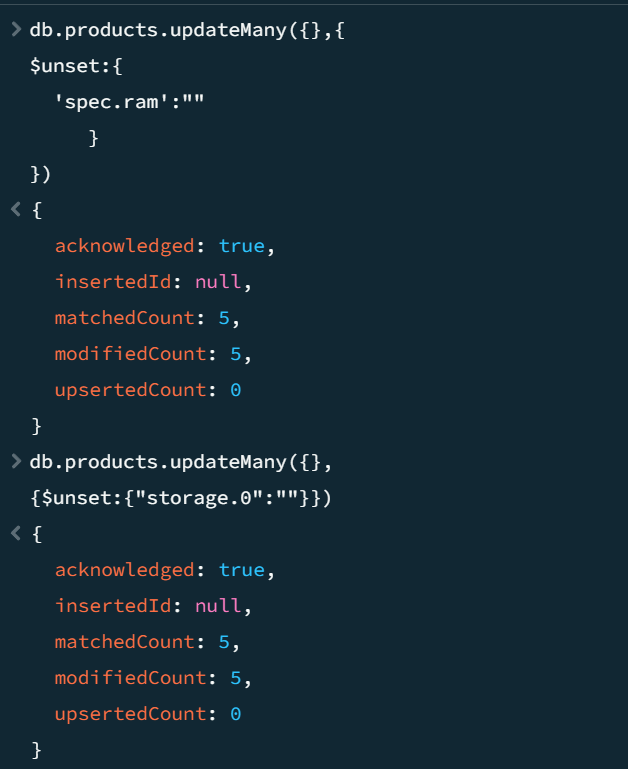 > db.products.updateMany({},{
$unset:{
'spec.ram':""
}
})
< {
acknowledged: true,
insertedId: null,
matchedCount: 5,
modifiedCount: 5,
upsertedCount: 0
}
> db.products.updateMany({},
{$unset:{"storage.0":""}})
< {
acknowledged: true,
insertedId: null,
matchedCount: 5,
modifiedCount: 5,
upsertedCount: 0
}